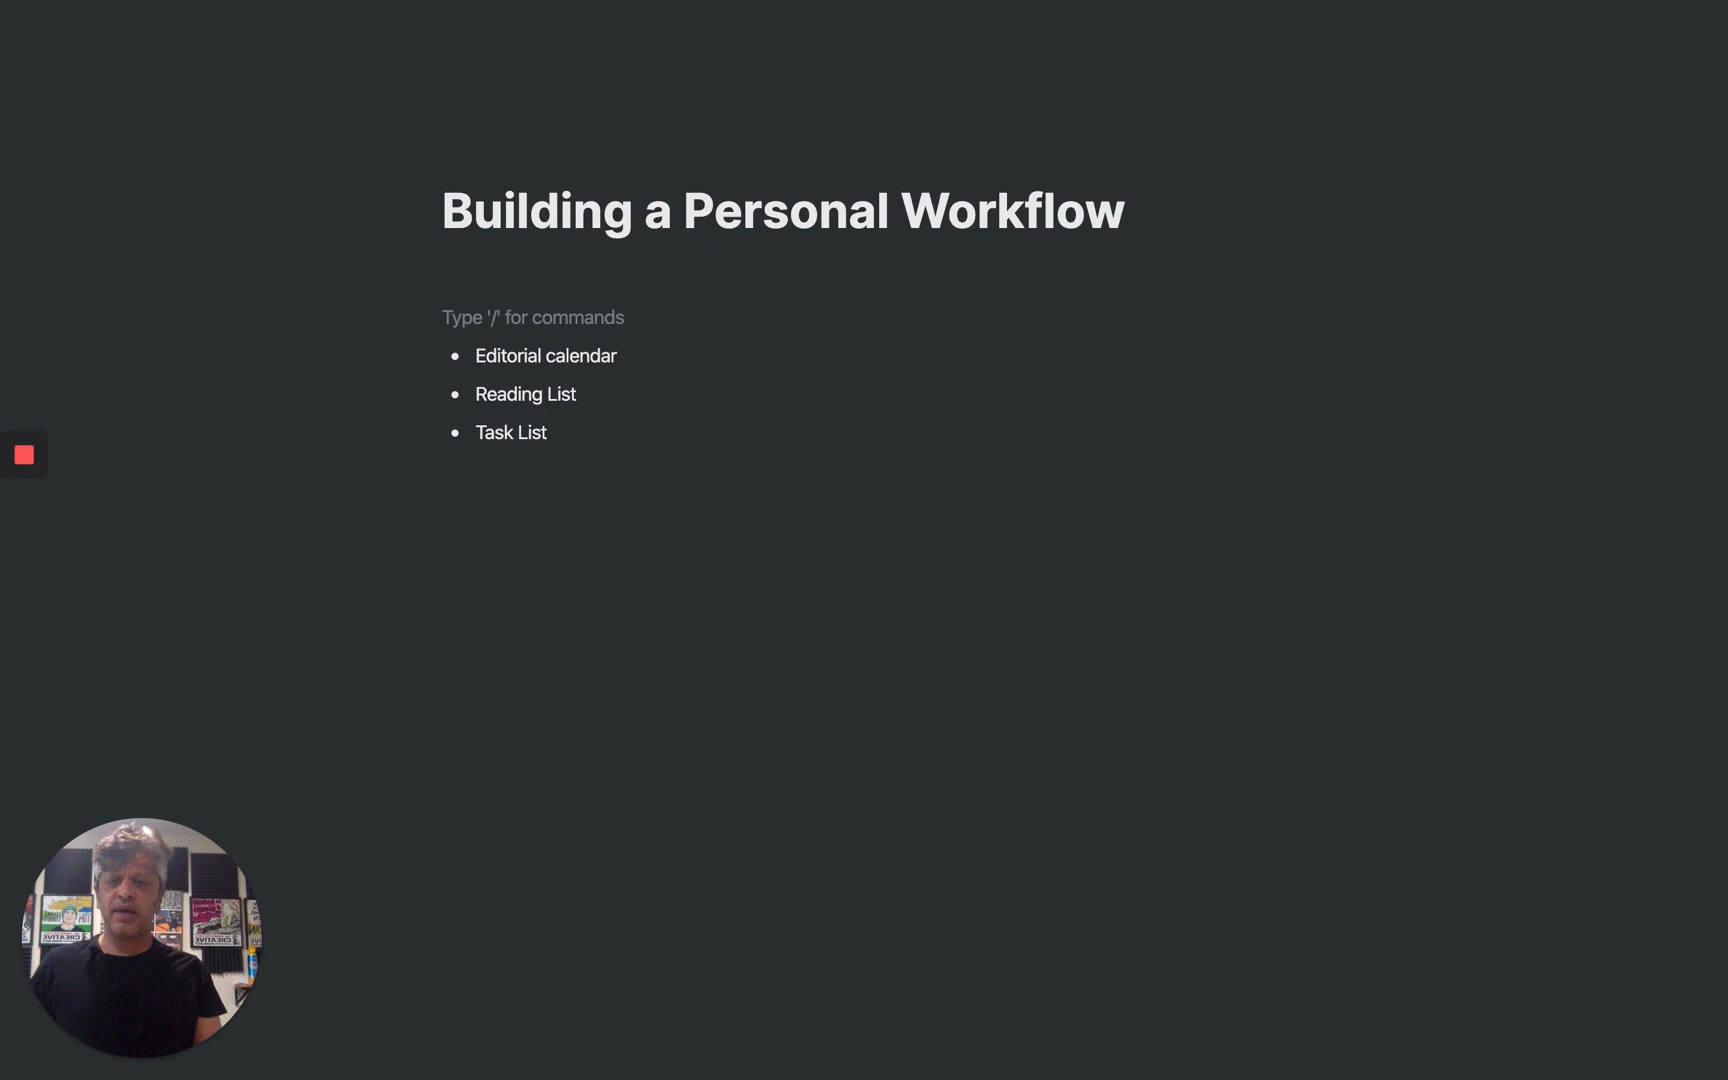 Building a Personal Workflow
Type '/' for commands
Editorial calendar
Reading List
Task List